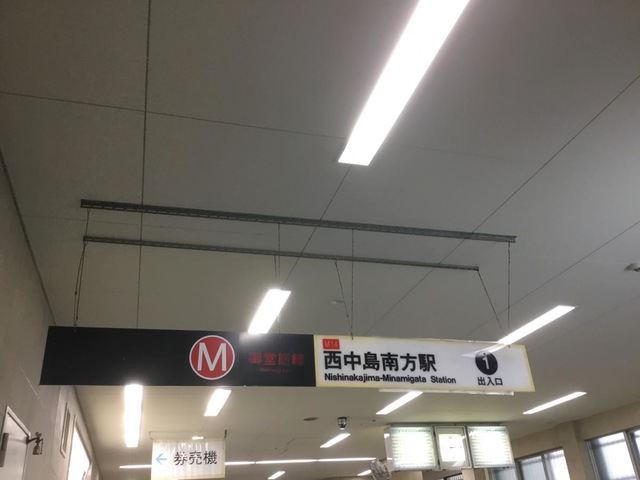 M
御堂筋線
M14
西中島南方駅
Nishinakajima-Minamigata Station
1
出入口
← 券売機